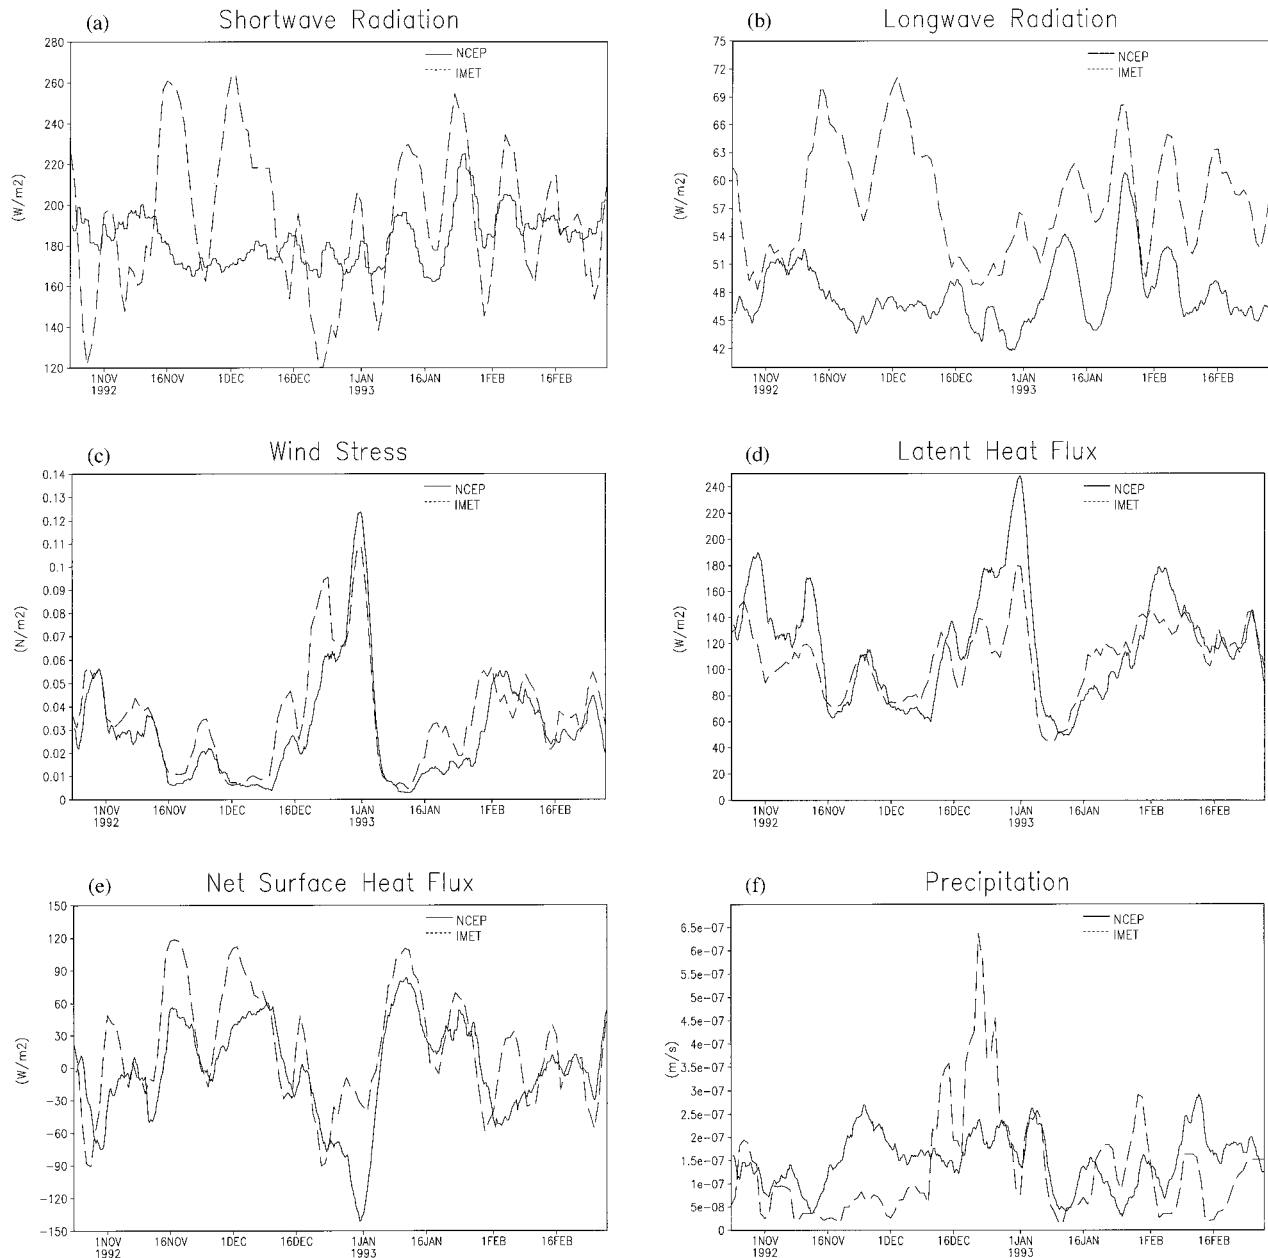 (a) Shortwave Radiation
NCEP
IMET
280
260
240
220
200
180
160
140
120
(W/m2)
1NOV 16NOV 1DEC 16DEC 1JAN 16JAN 1FEB 16FEB
1992 1993
(b) Longwave Radiation
NCEP
IMET
75
72
69
66
63
60
57
54
51
48
45
42
(W/m2)
1NOV 16NOV 1DEC 16DEC 1JAN 16JAN 1FEB 16FEB
1992 1993
(c) Wind Stress
NCEP
IMET
0.14
0.13
0.12
0.11
0.1
0.09
0.08
0.07
0.06
0.05
0.04
0.03
0.02
0.01
0
(N/m2)
1NOV 16NOV 1DEC 16DEC 1JAN 16JAN 1FEB 16FEB
1992 1993
(d) Latent Heat Flux
NCEP
IMET
240
220
200
180
160
140
120
100
80
60
40
20
0
(W/m2)
1NOV 16NOV 1DEC 16DEC 1JAN 16JAN 1FEB 16FEB
1992 1993
(e) Net Surface Heat Flux
NCEP
IMET
150
120
90
60
30
0
-30
-60
-90
-120
-150
(W/m2)
1NOV 16NOV 1DEC 16DEC 1JAN 16JAN 1FEB 16FEB
1992 1993
(f) Precipitation
NCEP
IMET
6.5e-07
6e-07
5.5e-07
5e-07
4.5e-07
4e-07
3.5e-07
3e-07
2.5e-07
2e-07
1.5e-07
1e-07
5e-08
0
(m/s)
1NOV 16NOV 1DEC 16DEC 1JAN 16JAN 1FEB 16FEB
1992 1993